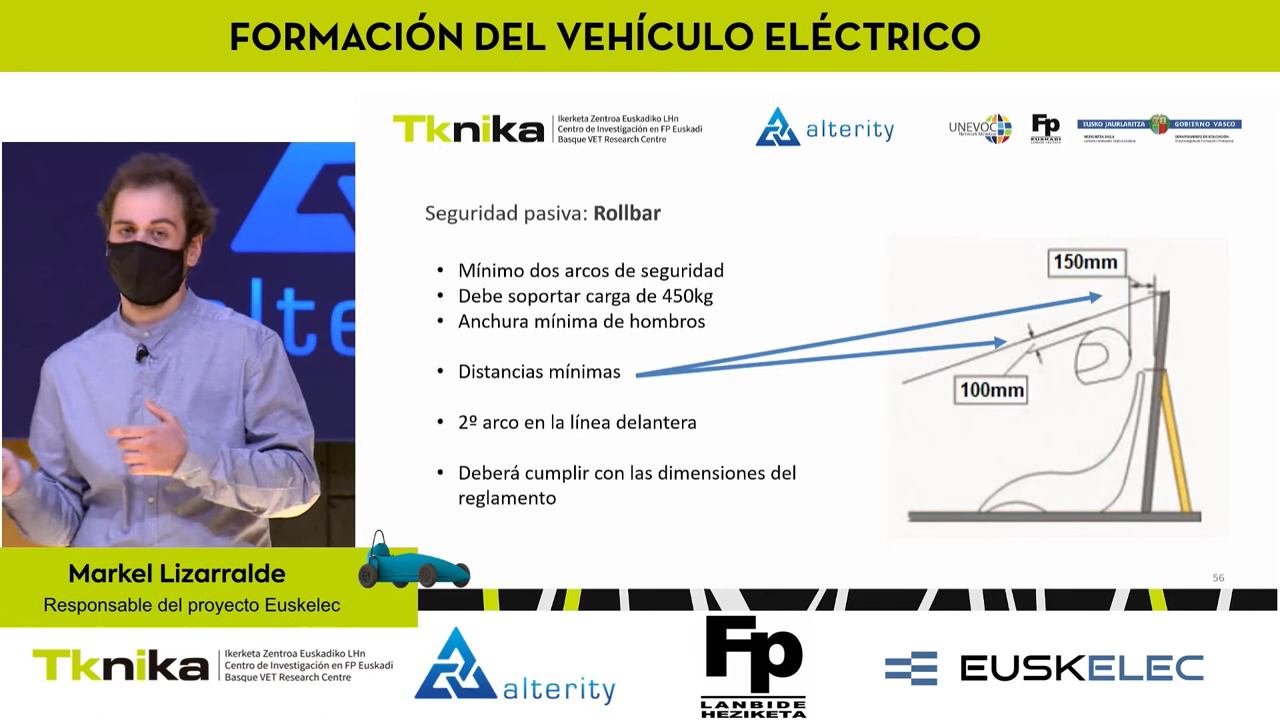 FORMACIÓN DEL VEHÍCULO ELÉCTRICO
Tknika
Ikerketa Zentroa Euskadiko LHn
Centro de Investigación en FP Euskadi
Basque VET Research Centre
alterity
UNEVOC
Fp
EUSKADI
EUSKO JAURLARITZA
GOBIERNO VASCO
Seguridad pasiva: Rollbar
• Mínimo dos arcos de seguridad
• Debe soportar carga de 450kg
• Anchura mínima de hombros
• Distancias mínimas
• 2º arco en la línea delantera
• Deberá cumplir con las dimensiones del
reglamento
150mm
100mm
56
alte
Markel Lizarralde
Responsable del proyecto Euskelec
Tknika
Ikerketa Zentroa Euskadiko LHn
Centro de Investigación en FP Euskadi
Basque VET Research Centre
alterity
Fp
LANBIDE
HEZIKETA
EUSKELEC